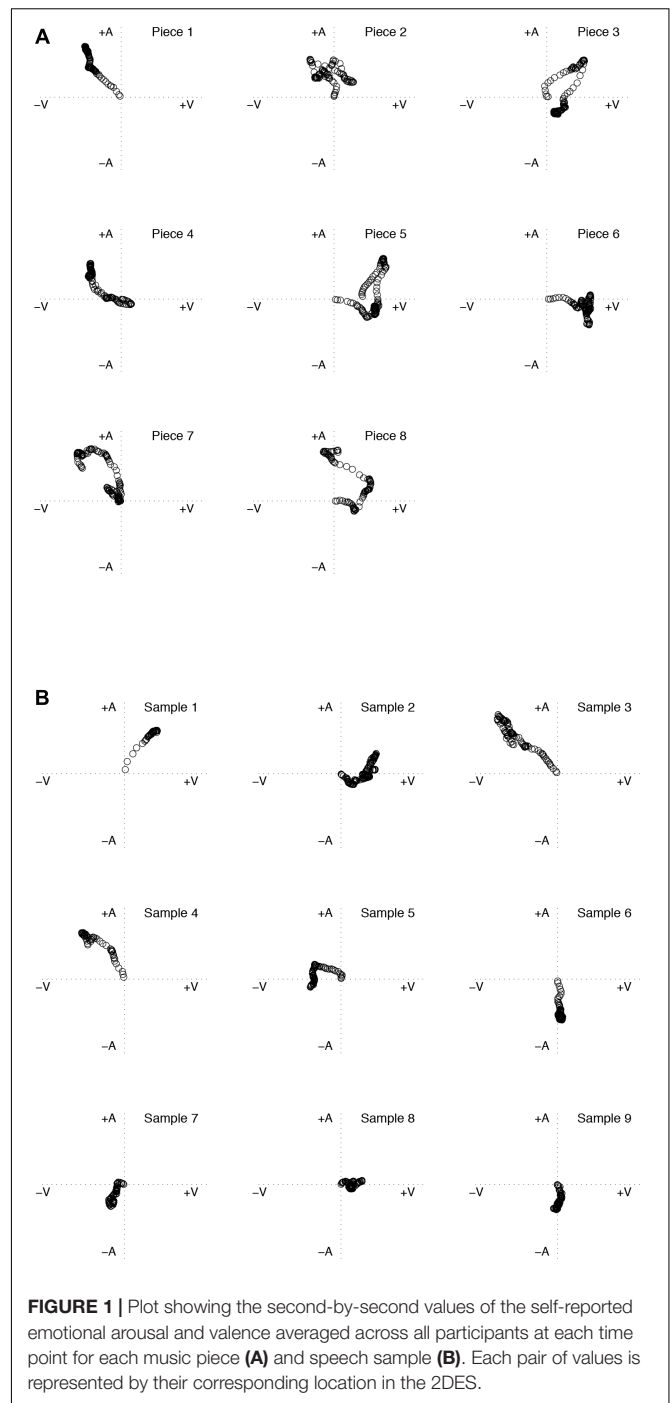 A
+A Piece 1
−V +V
−A
+A Piece 2
−V +V
−A
+A Piece 3
−V +V
−A
+A Piece 4
−V +V
−A
+A Piece 5
−V +V
−A
+A Piece 6
−V +V
−A
+A Piece 7
−V +V
−A
+A Piece 8
−V +V
−A
B
+A Sample 1
−V +V
−A
+A Sample 2
−V +V
−A
+A Sample 3
−V +V
−A
+A Sample 4
−V +V
−A
+A Sample 5
−V +V
−A
+A Sample 6
−V +V
−A
+A Sample 7
−V +V
−A
+A Sample 8
−V +V
−A
+A Sample 9
−V +V
−A
FIGURE 1 | Plot showing the second-by-second values of the self-reported
emotional arousal and valence averaged across all participants at each time
point for each music piece (A) and speech sample (B). Each pair of values is
represented by their corresponding location in the 2DES.